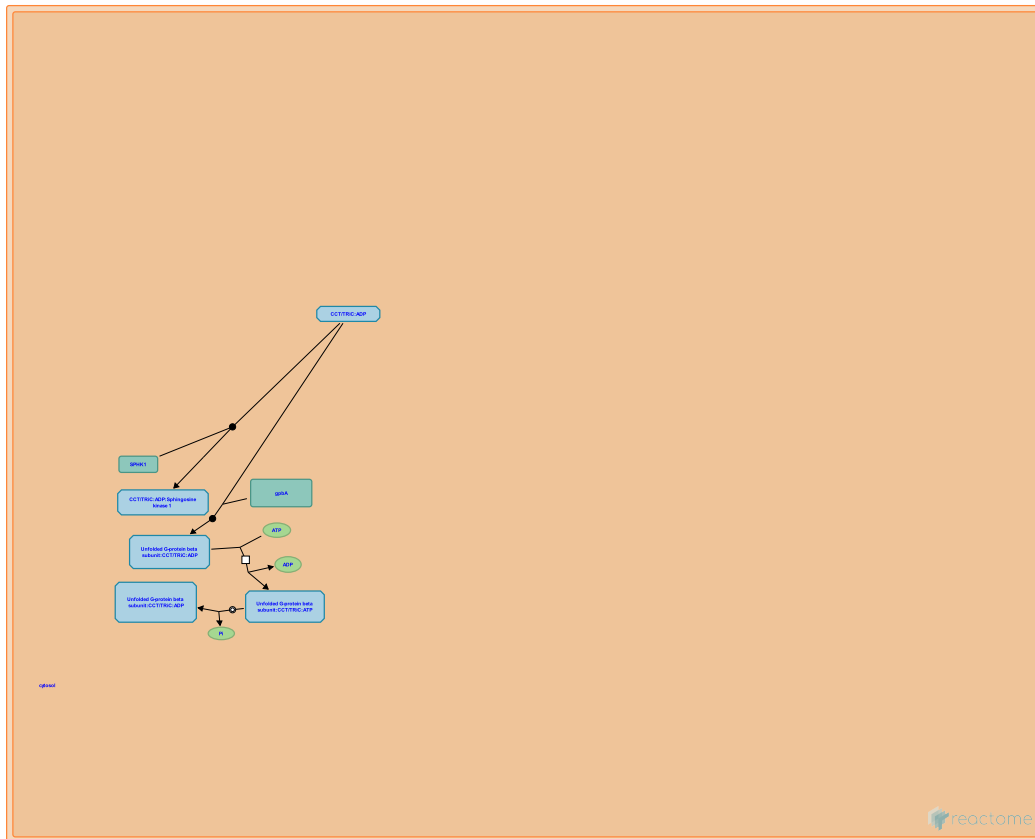 CCT/TRiC:ADP
SPHK1
CCT/TRiC:ADP:Sphingosine
kinase 1
gpbA
ATP
Unfolded G-protein beta
subunit:CCT/TRiC:ADP
ADP
Unfolded G-protein beta
subunit:CCT/TRiC:ADP
Unfolded G-protein beta
subunit:CCT/TRiC:ATP
Pi
cytosol
reactome